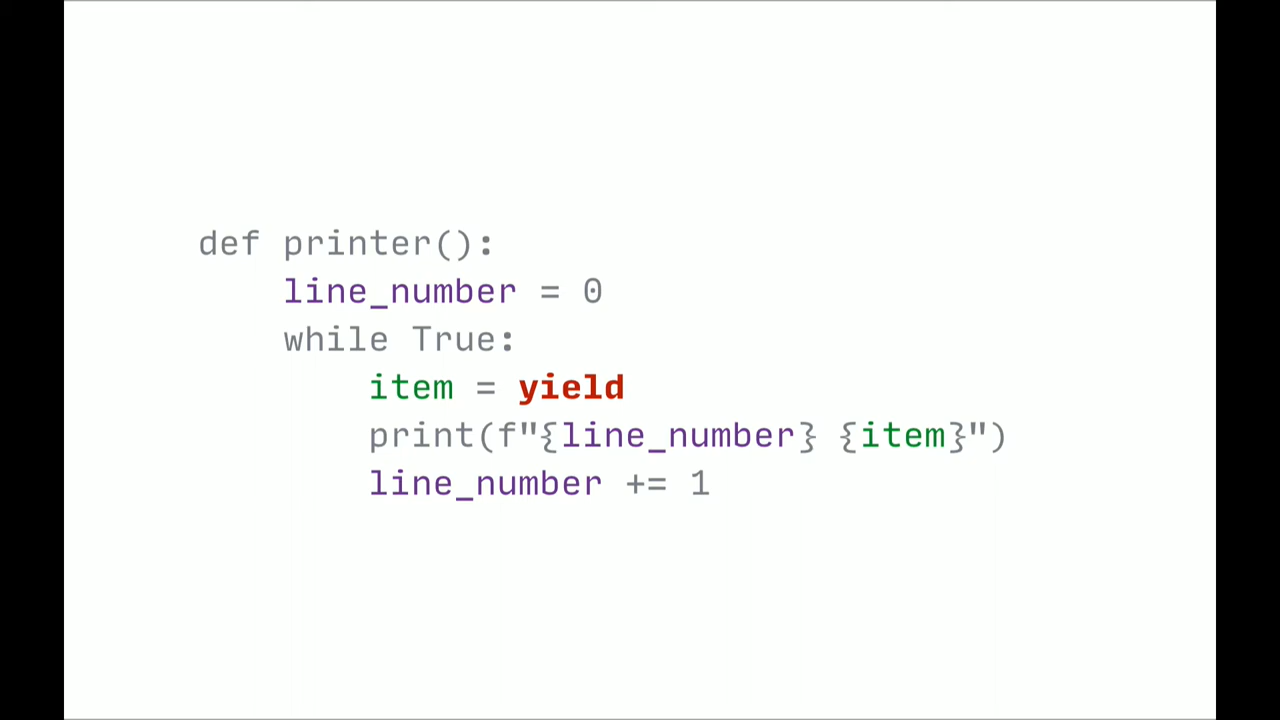 def printer():
    line_number = 0
    while True:
        item = yield
        print(f"{line_number} {item}")
        line_number += 1